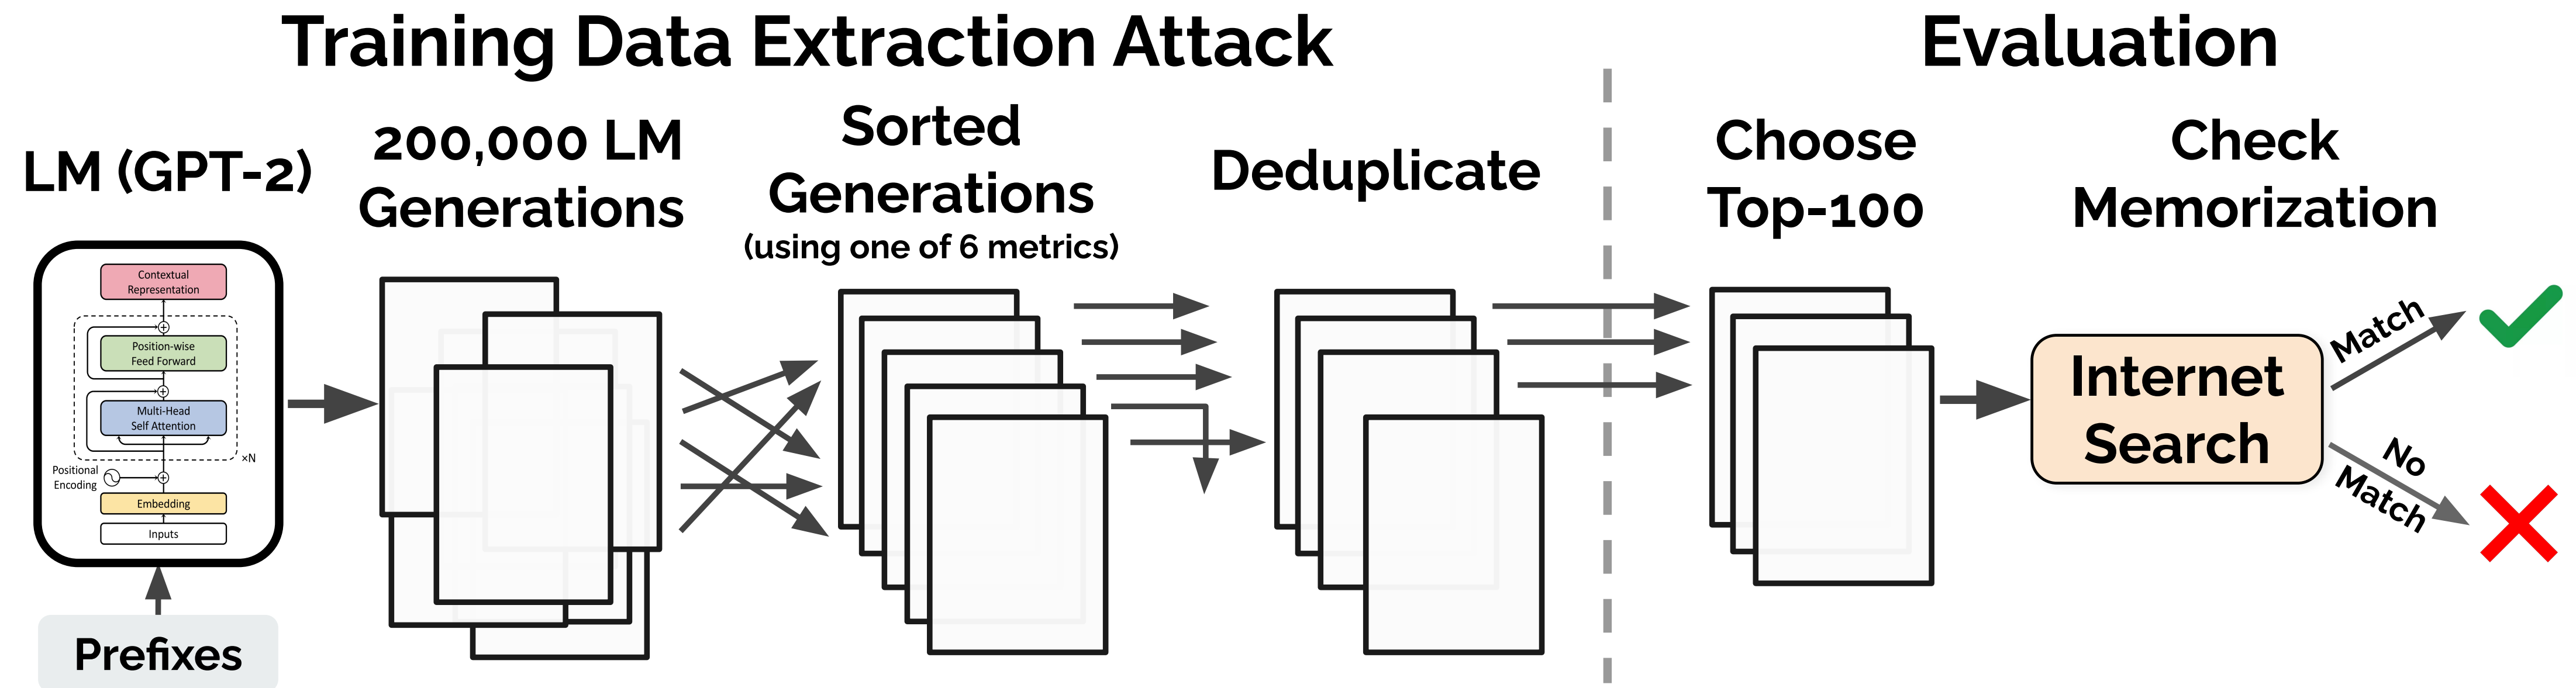 Training Data Extraction Attack
Evaluation
LM (GPT-2)
200,000 LM
Generations
Sorted
Generations
(using one of 6 metrics)
Deduplicate
Choose
Top-100
Check
Memorization
Contextual
Representation
Position-wise
Feed Forward
Multi-Head
Self Attention
×N
Positional
Encoding
Embedding
Inputs
Prefixes
Internet
Search
Match
No
Match